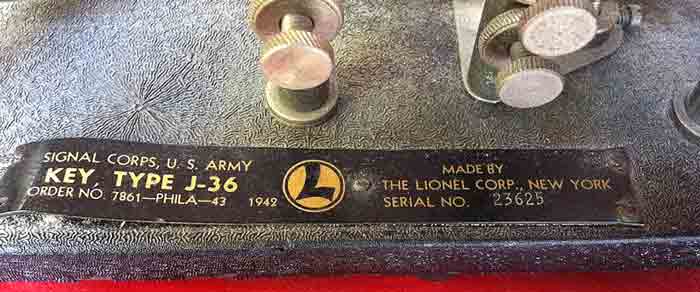 SIGNAL CORPS, U. S. ARMY
KEY, TYPE J-36
ORDER NO. 7861—PHILA—43 1942
L
MADE BY
THE LIONEL CORP., NEW YORK
SERIAL NO. 23625